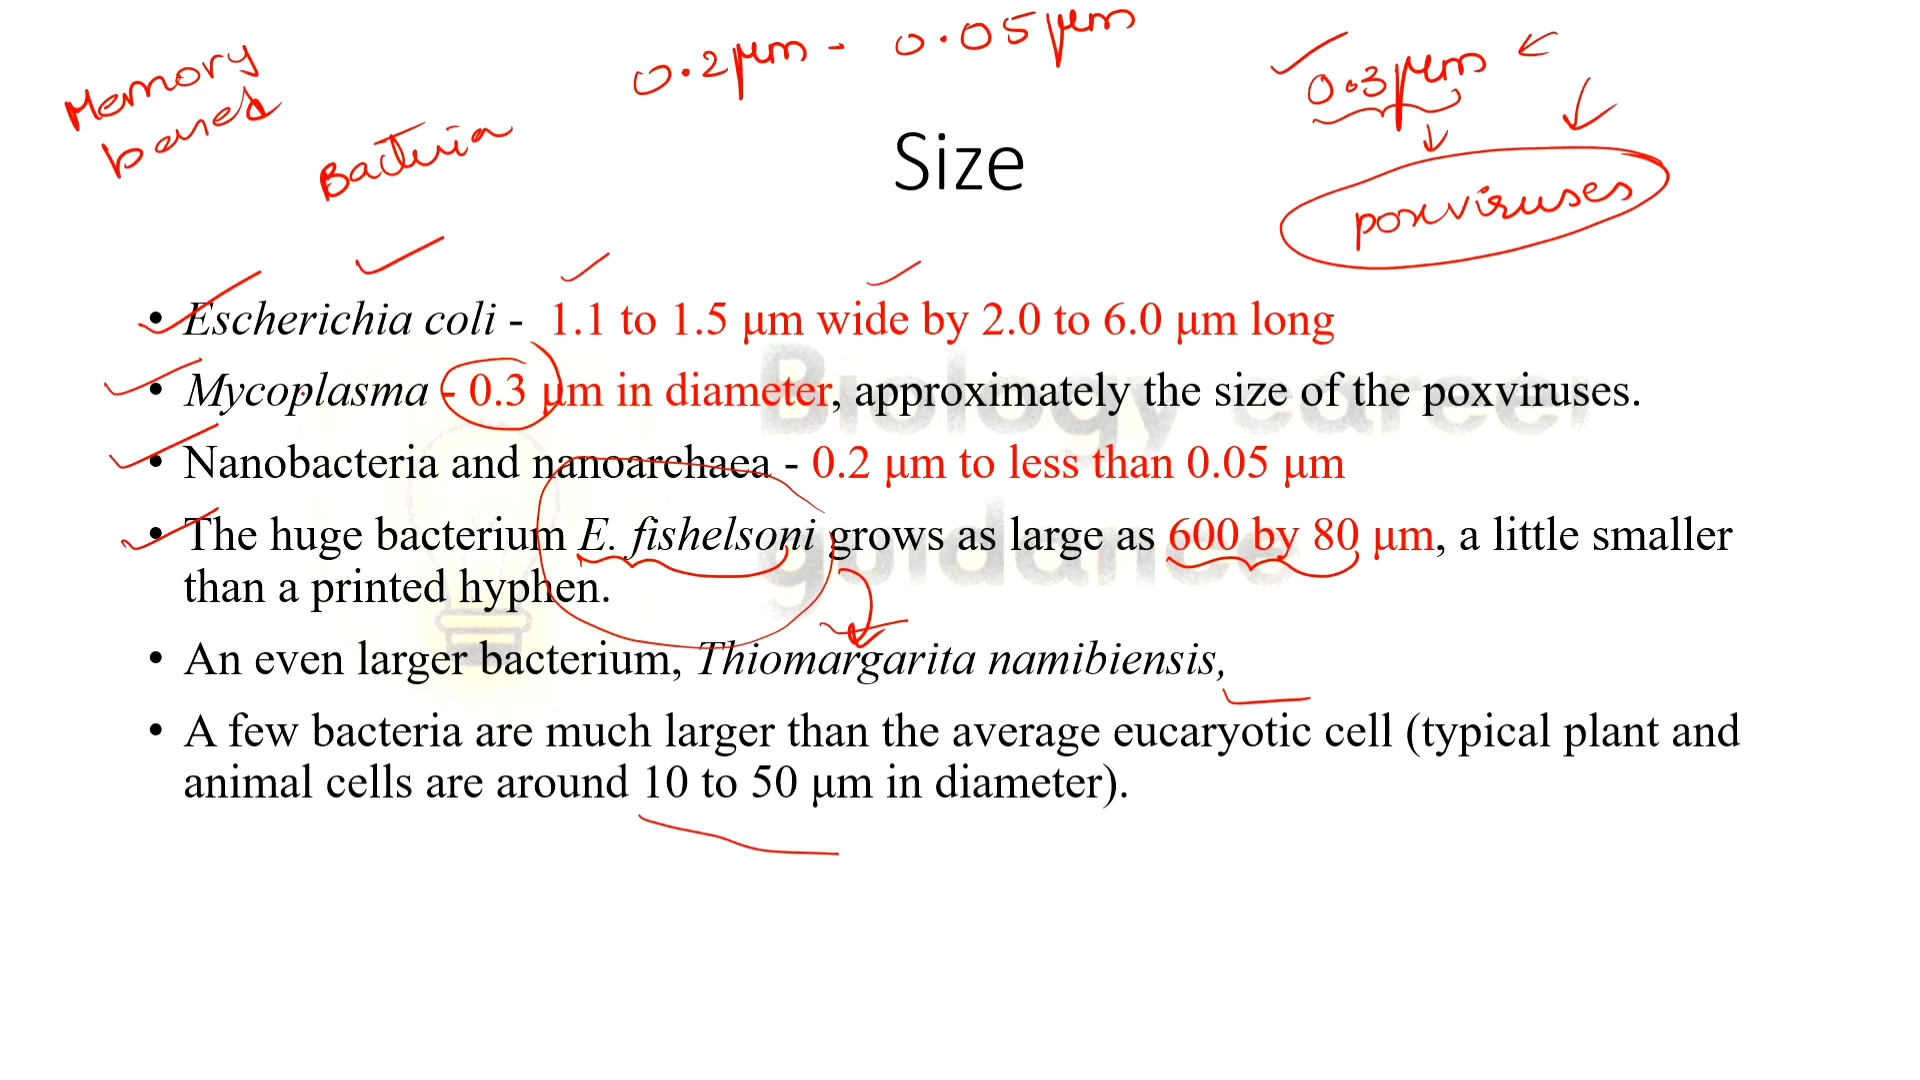 Memory
based
Bacteria
0.2 μm - 0.05 μm
0.3 μm
poxviruses
Size
• Escherichia coli - 1.1 to 1.5 μm wide by 2.0 to 6.0 μm long
• Mycoplasma - 0.3 μm in diameter, approximately the size of the poxviruses.
• Nanobacteria and nanoarchaea - 0.2 μm to less than 0.05 μm
• The huge bacterium E. fishelsoni grows as large as 600 by 80 μm, a little smaller
than a printed hyphen.
• An even larger bacterium, Thiomargarita namibiensis,
• A few bacteria are much larger than the average eucaryotic cell (typical plant and
animal cells are around 10 to 50 μm in diameter).
Biology career
guidance